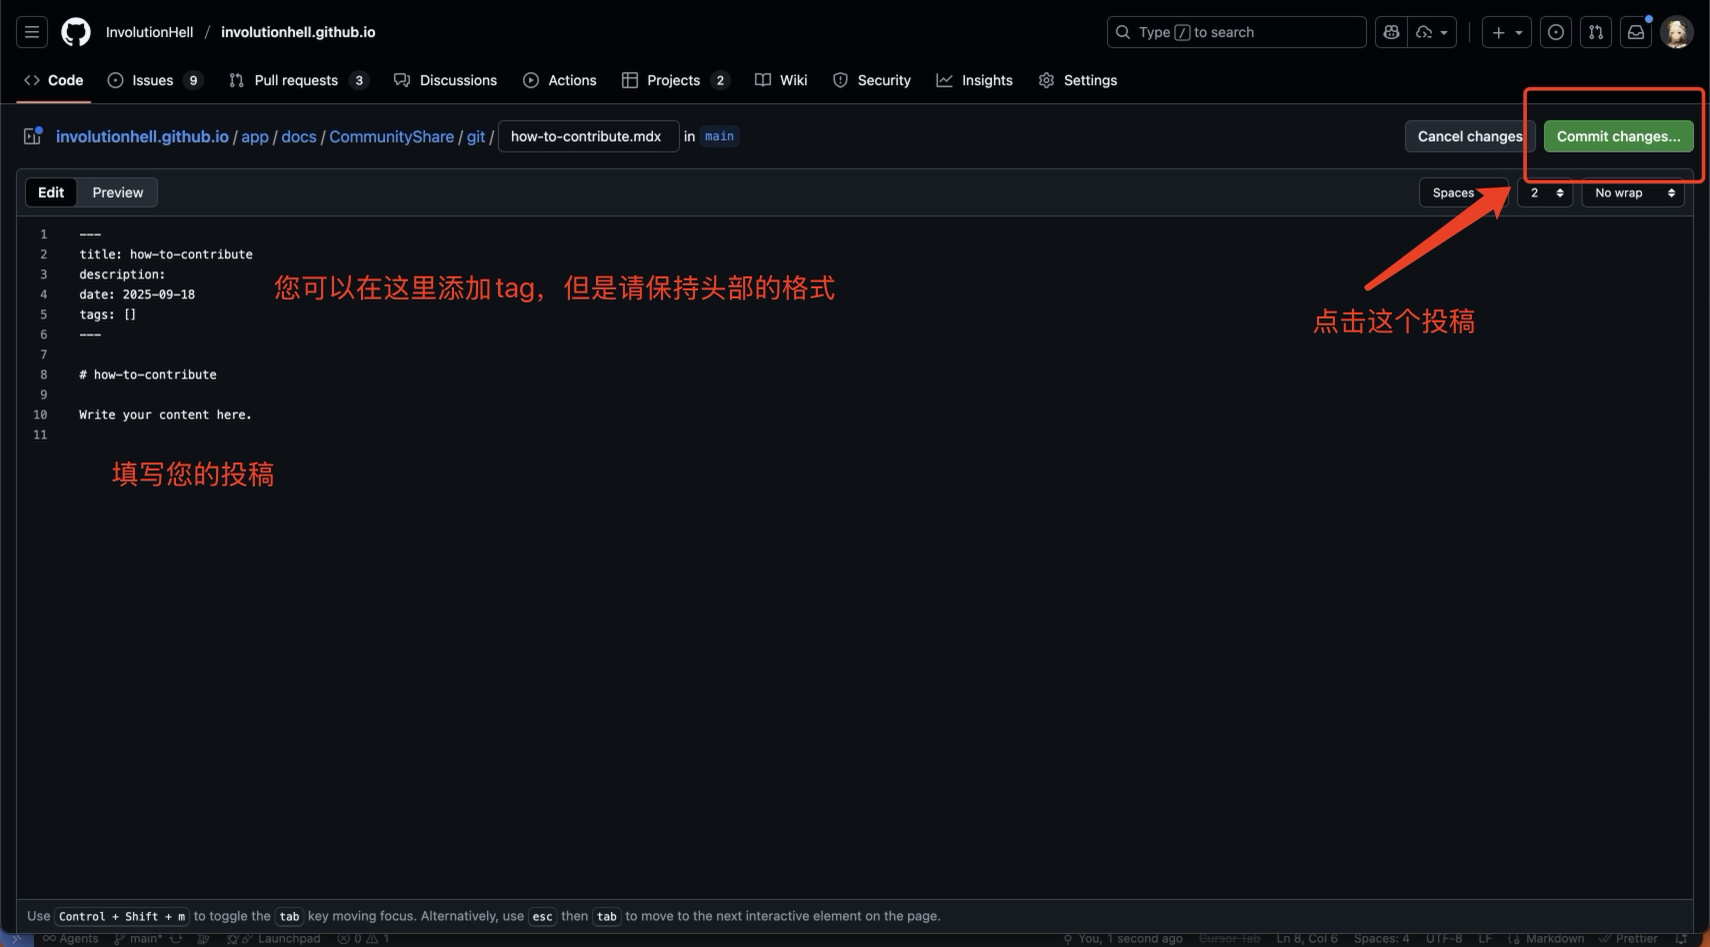 InvolutionHell / involutionhell.github.io
Type / to search
Code
Issues 9
Pull requests 3
Discussions
Actions
Projects 2
Wiki
Security
Insights
Settings
involutionhell.github.io / app / docs / CommunityShare / git / how-to-contribute.mdx in main
Cancel changes
Commit changes...
Edit
Preview
Spaces
2
No wrap
1 ---
2 title: how-to-contribute
3 description:
4 date: 2025-09-18
5 tags: []
6 ---
7
8 # how-to-contribute
9
10 Write your content here.
11
您可以在这里添加tag，但是请保持头部的格式
点击这个投稿
填写您的投稿
Use Control + Shift + m to toggle the tab key moving focus. Alternatively, use esc then tab to move to the next interactive element on the page.
Agents main* Launchpad 0 1 You, 1 second ago Cursor Tab Ln 8, Col 6 Spaces: 4 UTF-8 LF Markdown Prettier